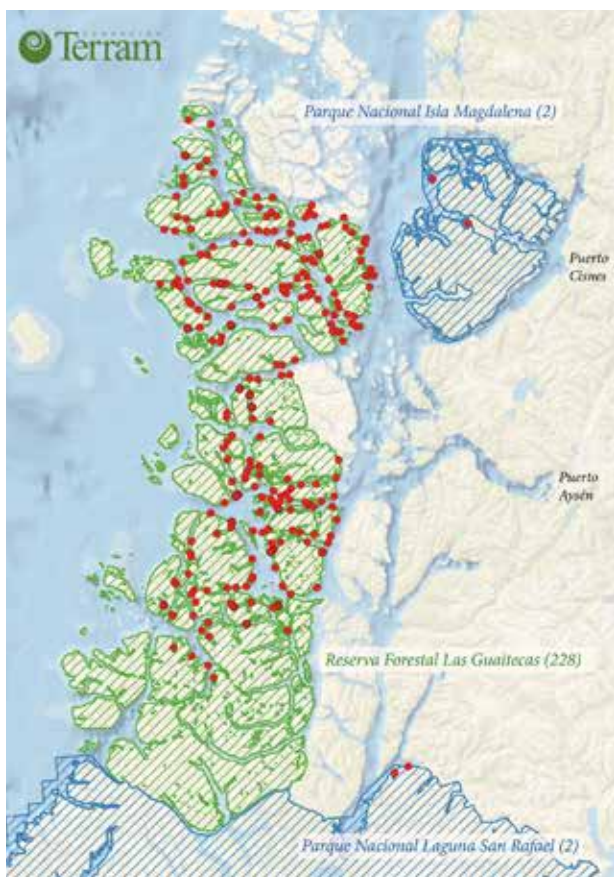 FUNDACIÓN
Terram
Parque Nacional Isla Magdalena (2)
Puerto
Cisnes
Puerto
Aysén
Reserva Forestal Las Guaitecas (228)
Parque Nacional Laguna San Rafael (2)